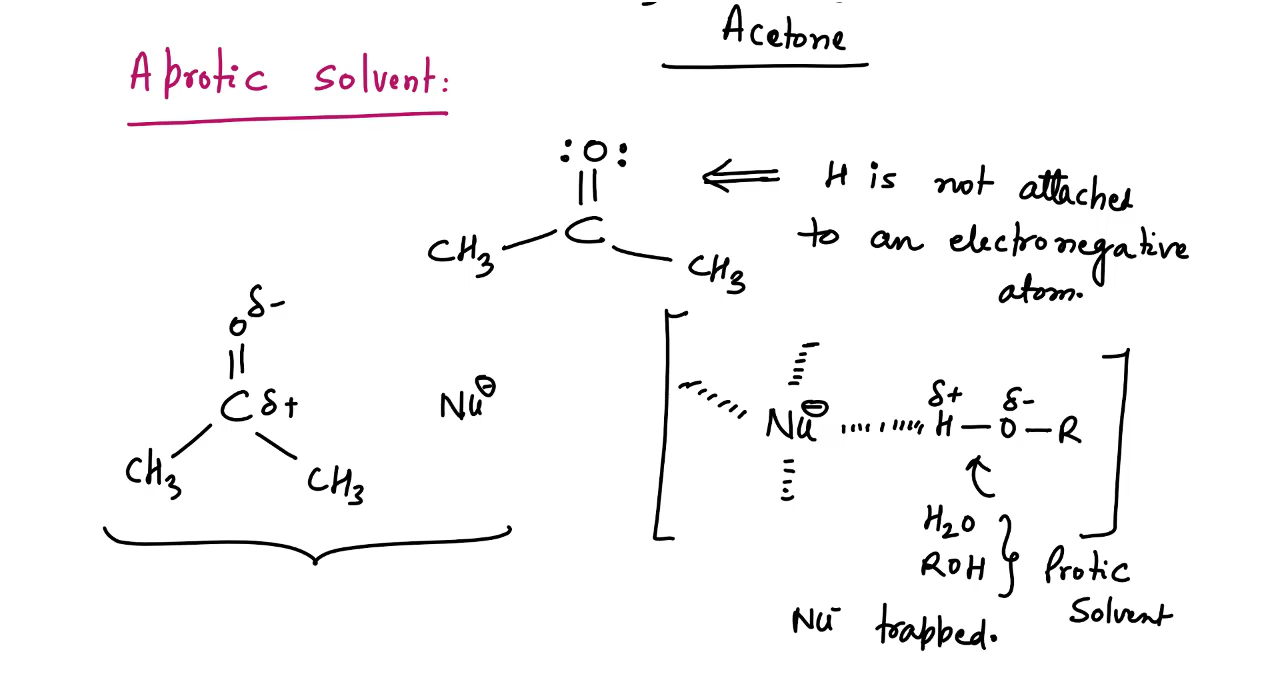 Acetone
Aprotic solvent:
:O:
||
C
CH3
CH3
H is not attached
to an electronegative
atom.
O δ-
||
C δ+
CH3
CH3
Nu⊖
Nu⊖ ........ H — O — R
δ+ δ-
H2O
ROH
Protic
Solvent
Nu- trapped.